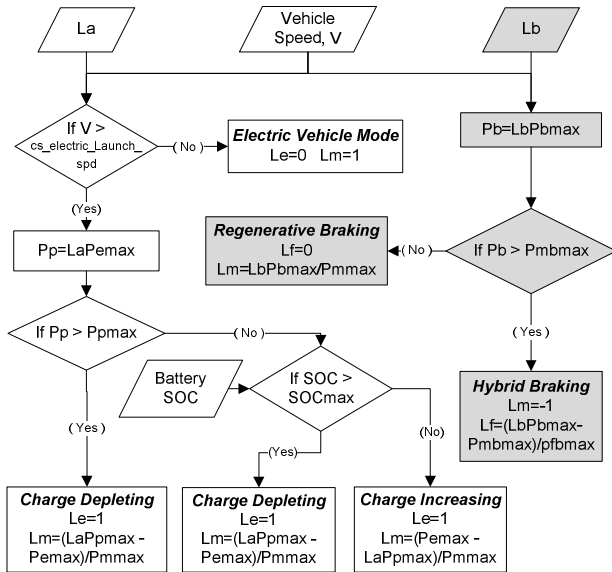 La
Vehicle
Speed, V
Lb
If V >
cs_electric_Launch_
spd
(No)
Electric Vehicle Mode
Le=0 Lm=1
Pb=LbPbmax
(Yes)
Pp=LaPemax
Regenerative Braking
Lf=0
Lm=LbPbmax/Pmmax
(No)
If Pb > Pmbmax
If Pp > Ppmax
(No)
(Yes)
Battery
SOC
If SOC >
SOCmax
Hybrid Braking
Lm=-1
Lf=(LbPbmax-
Pmbmax)/pfbmax
(Yes)
(Yes)
(No)
Charge Depleting
Le=1
Lm=(LaPpmax -
Pemax)/Pmmax
Charge Depleting
Le=1
Lm=(LaPpmax -
Pemax)/Pmmax
Charge Increasing
Le=1
Lm=(Pemax -
LaPpmax)/Pmmax